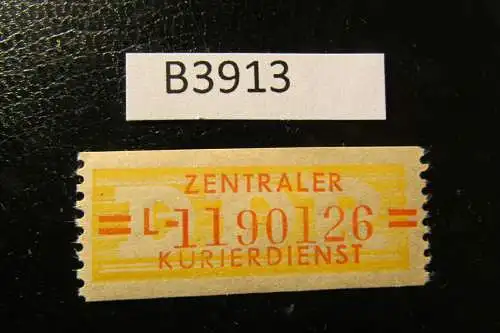 B3913
ZENTRALER
=L-1190126=
KURIERDIENST